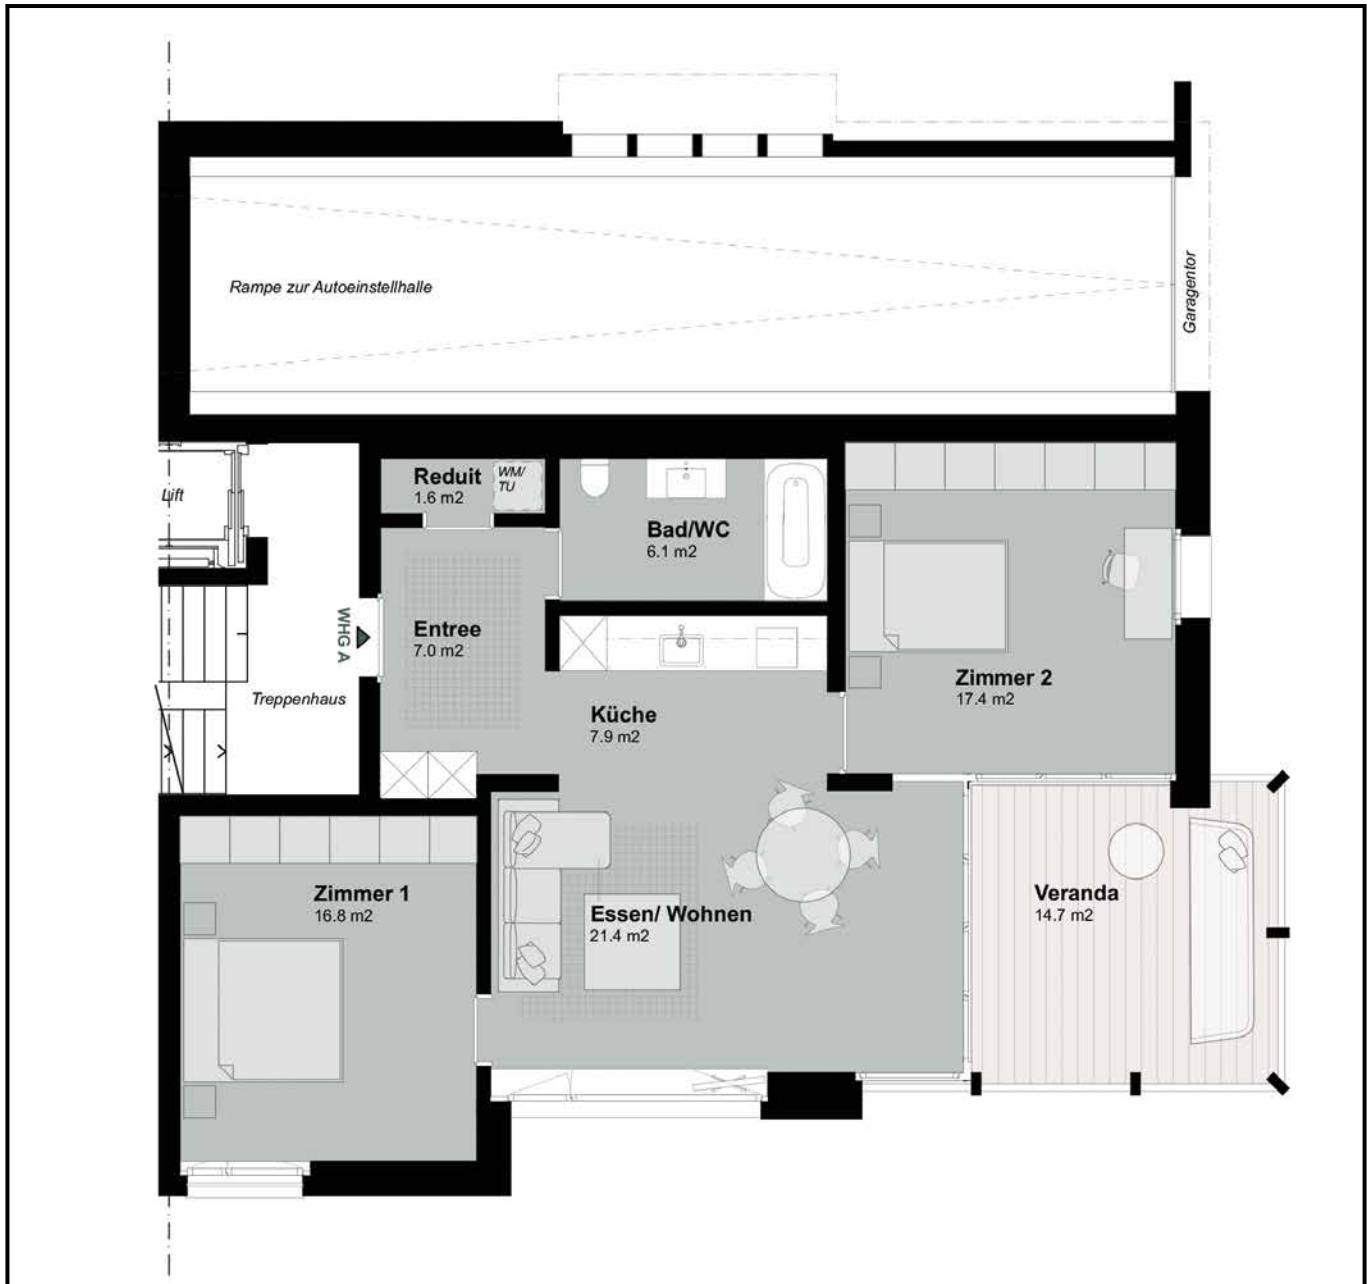 Rampe zur Autoeinstellhalle
Garagentor
Lift
Reduit
1.6 m2
WM/
TU
Bad/WC
6.1 m2
WHG A
Entree
7.0 m2
Treppenhaus
Küche
7.9 m2
Zimmer 2
17.4 m2
Zimmer 1
16.8 m2
Essen/ Wohnen
21.4 m2
Veranda
14.7 m2